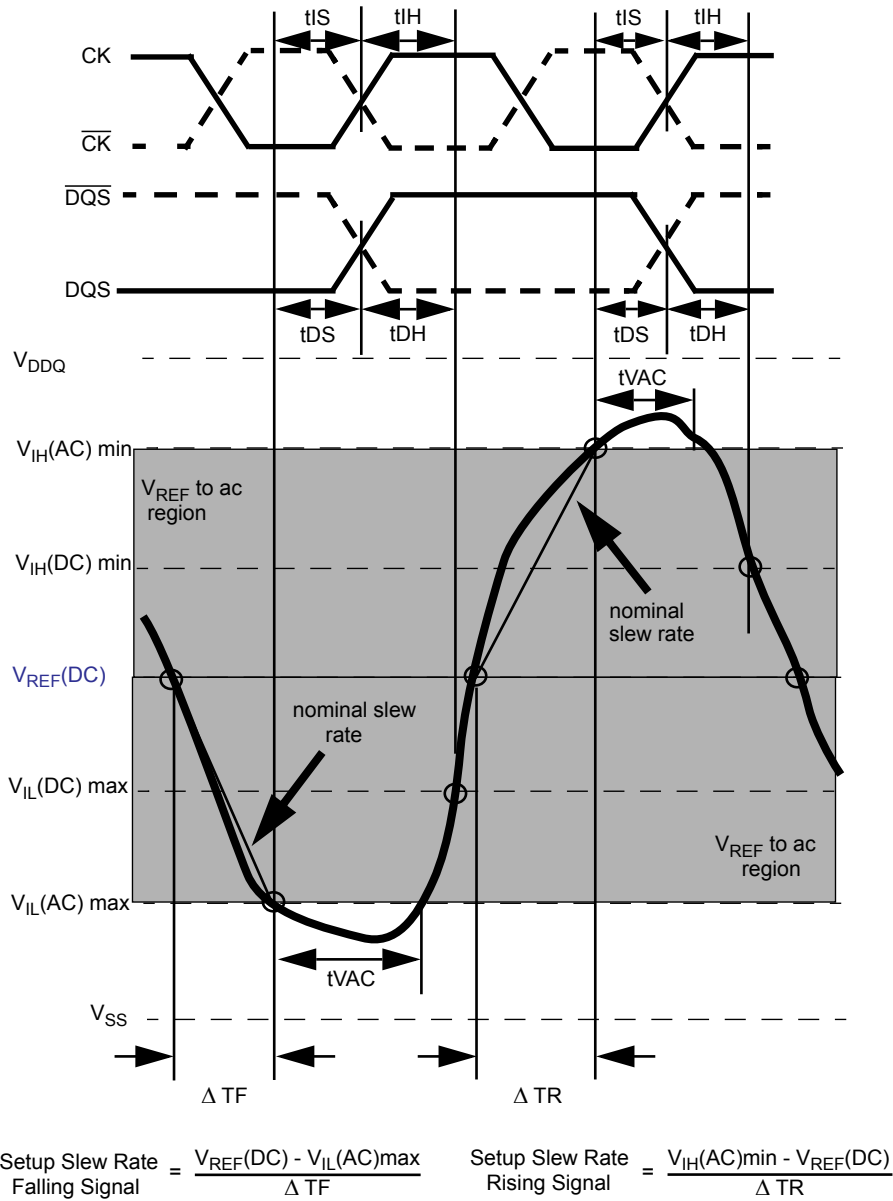 tIS tIH tIS tIH
CK
C̅K̅
D̅Q̅S̅
DQS
tDS tDH tDS tDH
VDDQ
tVAC
VIH(AC) min
VREF to ac
region
VIH(DC) min
nominal
slew rate
VREF(DC)
nominal slew
rate
VIL(DC) max
VREF to ac
region
VIL(AC) max
tVAC
VSS
Δ TF Δ TR
Setup Slew Rate
Falling Signal = VREF(DC) - VIL(AC)max
Δ TF
Setup Slew Rate
Rising Signal = VIH(AC)min - VREF(DC)
Δ TR